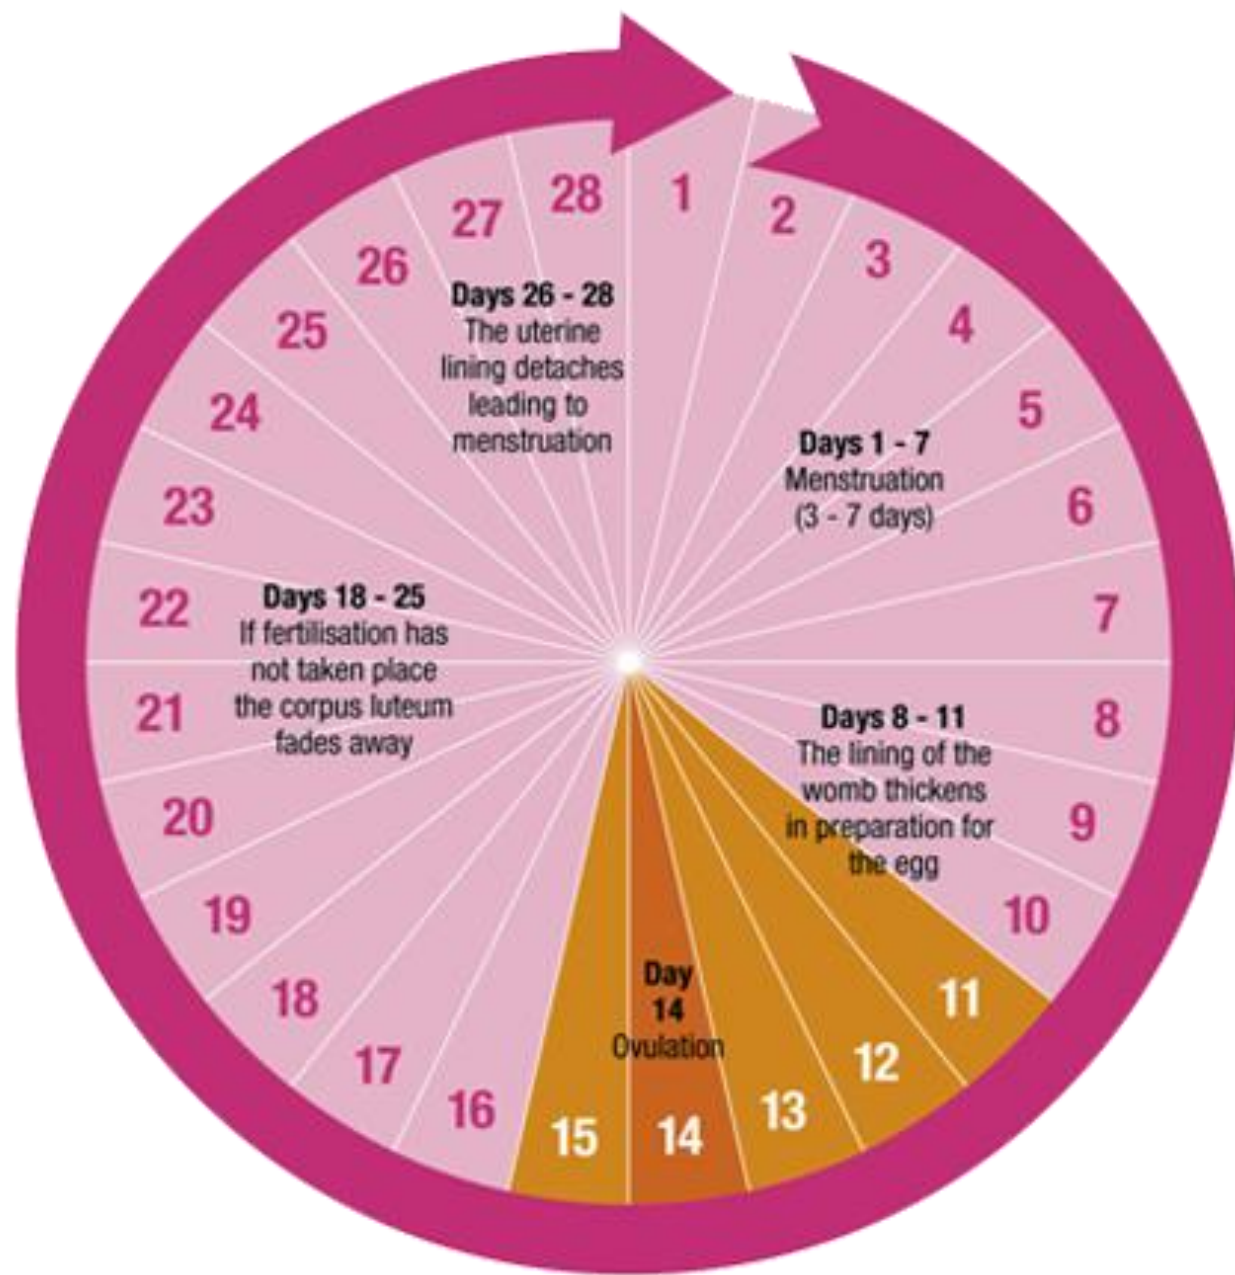 1
2
3
4
5
6
7
8
9
10
11
12
13
14
15
16
17
18
19
20
21
22
23
24
25
26
27
28
Days 1 - 7
Menstruation
(3 - 7 days)
Days 8 - 11
The lining of the
womb thickens
in preparation for
the egg
Day
14
Ovulation
Days 18 - 25
If fertilisation has
not taken place
the corpus luteum
fades away
Days 26 - 28
The uterine
lining detaches
leading to
menstruation